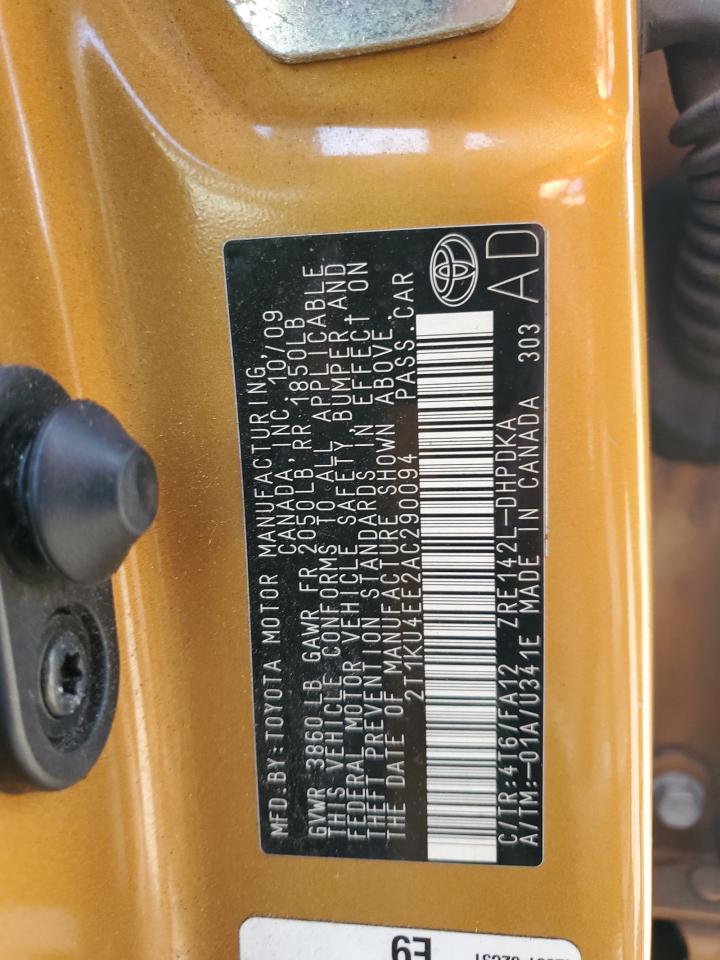 MFD.BY:TOYOTA MOTOR MANUFACTURING,
CANADA, INC. 10/09
GVWR 3860 LB GAWR FR 2050LB RR 1850LB
THIS VEHICLE CONFORMS TO ALL APPLICABLE
FEDERAL MOTOR VEHICLE SAFETY, BUMPER AND
THEFT PREVENTION STANDARDS IN EFFECT ON
THE DATE OF MANUFACTURE SHOWN ABOVE.
2T1KU4EE2AC290094 PASS.CAR
C/TR:4T6/FA12 ZRE142L-DHPDKA
A/TM:-01A/U341E MADE IN CANADA 303
AD
E9